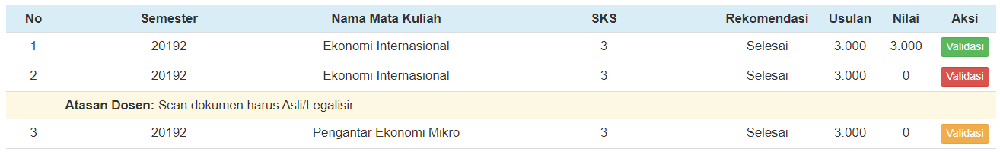 No Semester Nama Mata Kuliah SKS Rekomendasi Usulan Nilai Aksi
1 20192 Ekonomi Internasional 3 Selesai 3.000 3.000 Validasi
2 20192 Ekonomi Internasional 3 Selesai 3.000 0 Validasi
Atasan Dosen: Scan dokumen harus Asli/Legalisir
3 20192 Pengantar Ekonomi Mikro 3 Selesai 3.000 0 Validasi